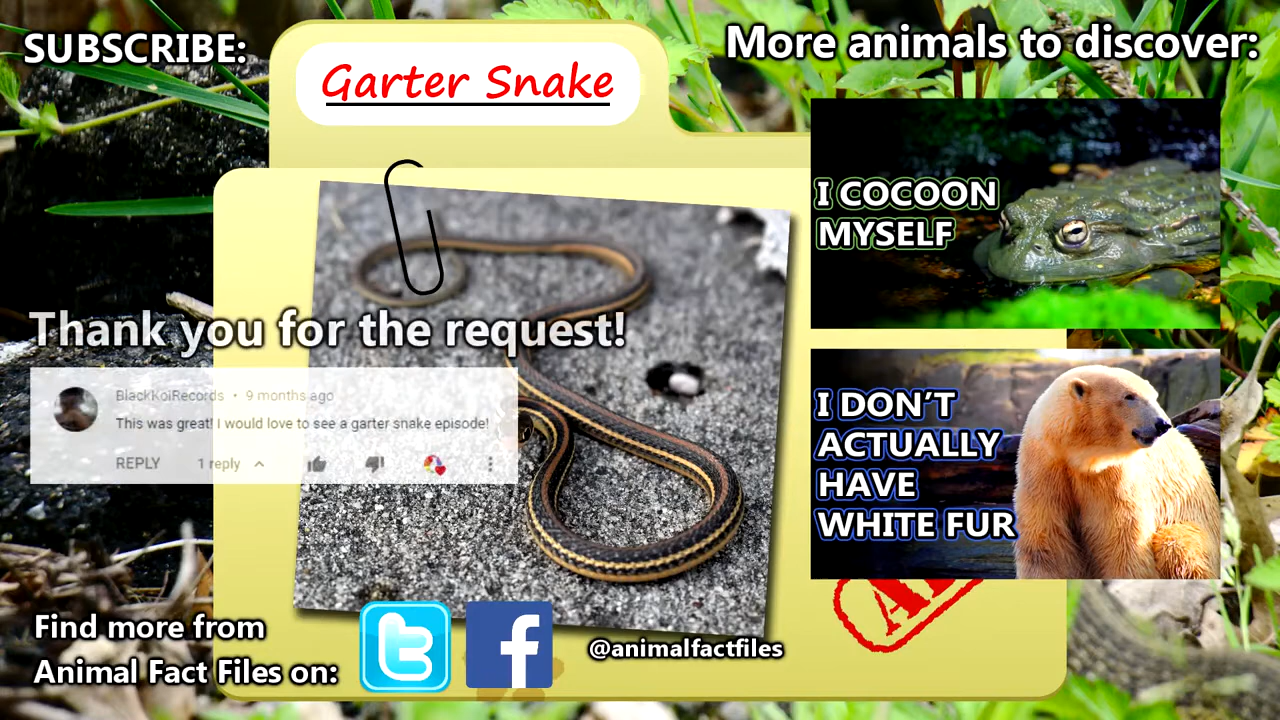 SUBSCRIBE:
Garter Snake
More animals to discover:
I COCOON
MYSELF
Thank you for the request!
BlackKoiRecords • 9 months ago
This was great! I would love to see a garter snake episode!
REPLY 1 reply
I DON'T
ACTUALLY
HAVE
WHITE FUR
Find more from
Animal Fact Files on:
@animalfactfiles